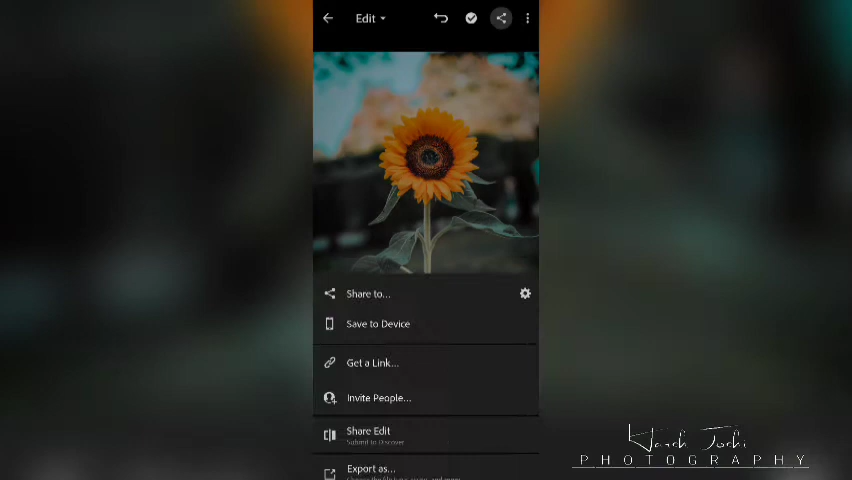 Edit
Share to...
Save to Device
Get a Link...
Invite People...
Share Edit
Submit to Discover
Export as...
PHOTOGRAPHY